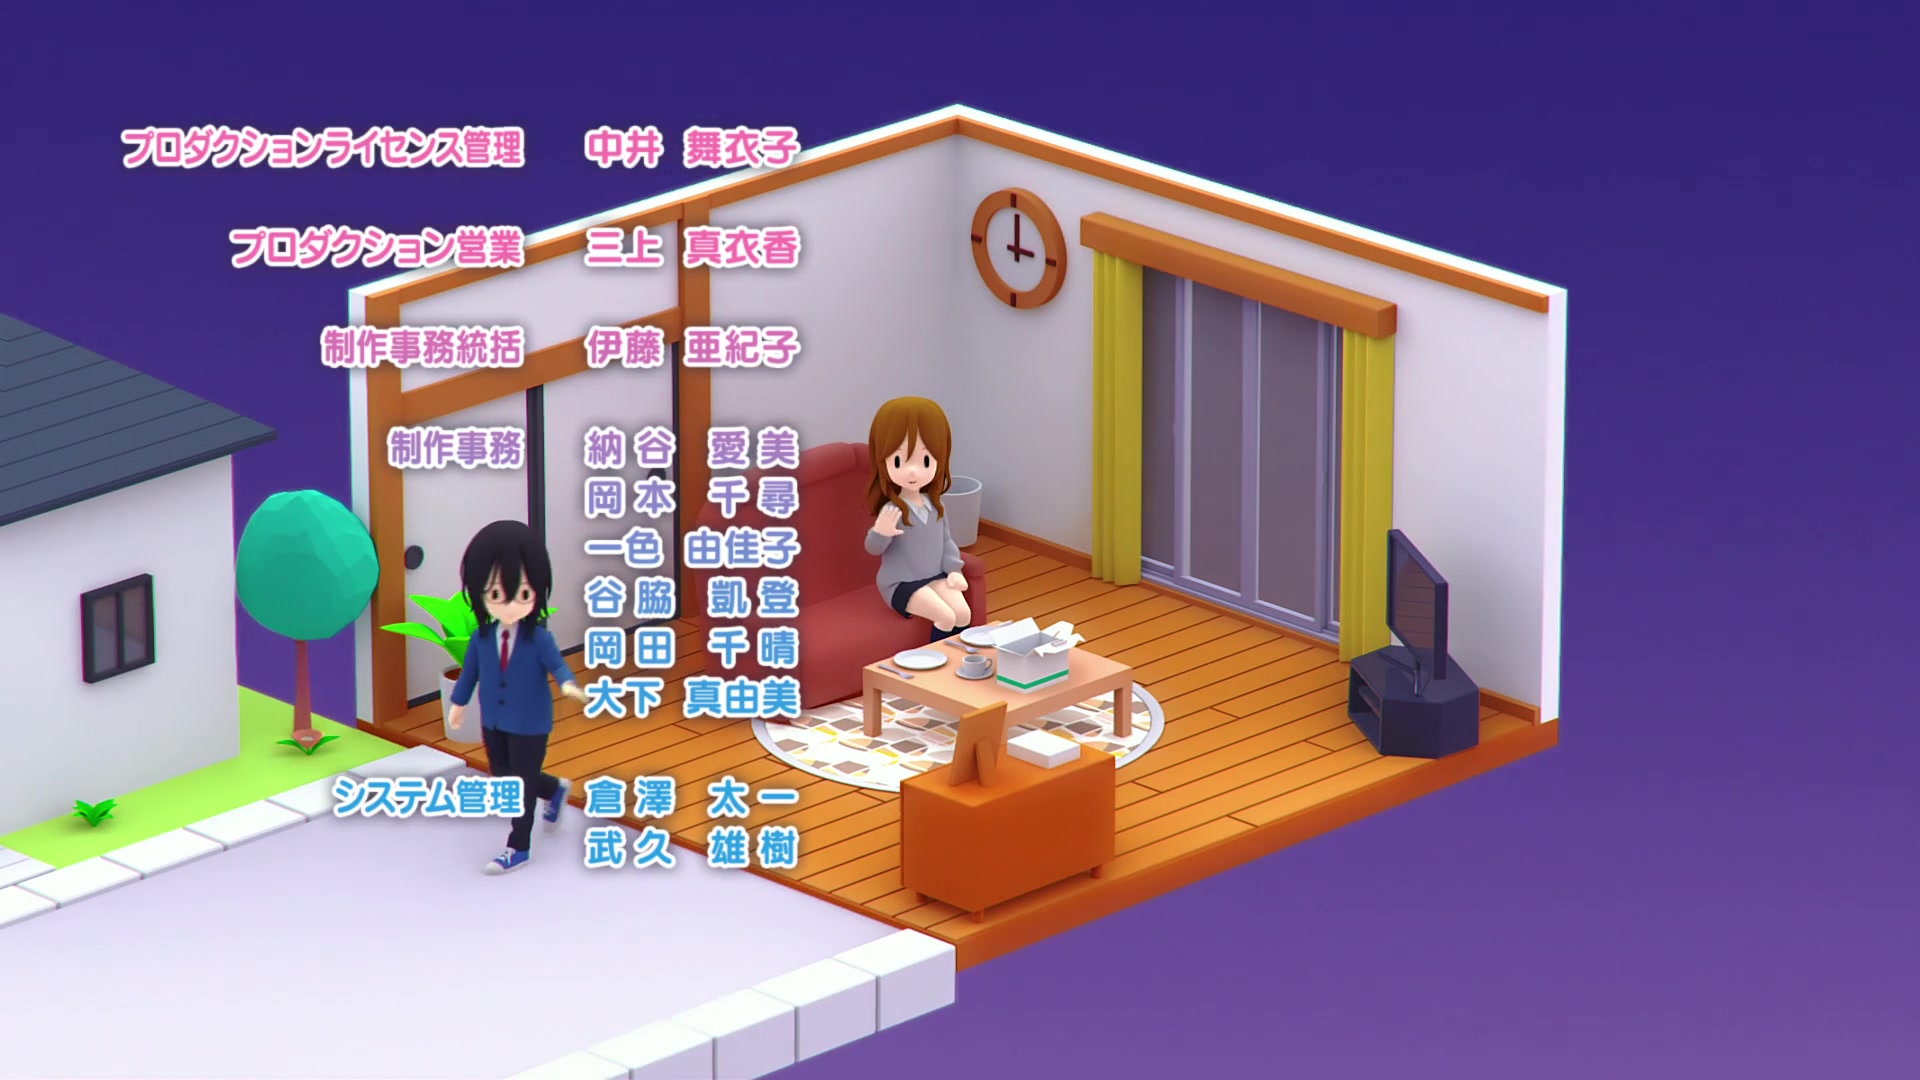 プロダクションライセンス管理 中井 舞衣子
プロダクション営業 三上 真衣香
制作事務統括 伊藤 亜紀子
制作事務 納谷 愛美
岡本 千尋
一色 由佳子
谷脇 凱登
岡田 千晴
大下 真由美
システム管理 倉澤 太一
武久 雄樹